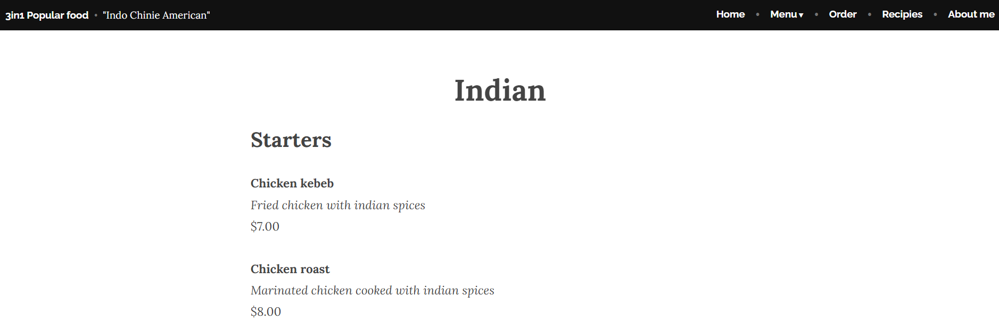 3in1 Popular food • "Indo Chinie American"
Home • Menu ▾ • Order • Recipies • About me
Indian
Starters
Chicken kebeb
Fried chicken with indian spices
$7.00
Chicken roast
Marinated chicken cooked with indian spices
$8.00